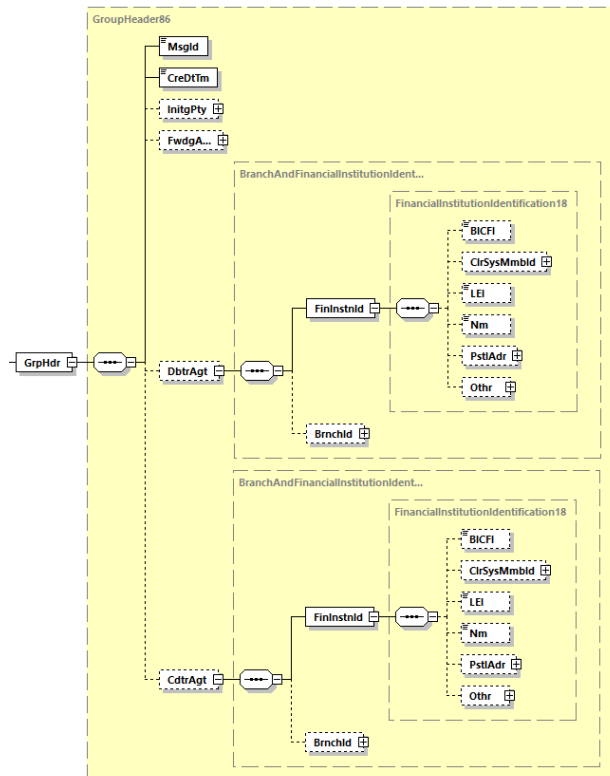 GroupHeader86
MsgId
CreDtTm
InitgPty
FwdgA...
BranchAndFinancialInstitutionIdent...
FinancialInstitutionIdentification18
BICFI
ClrSysMmbId
LEI
FinInstnId
Nm
GrpHdr
DbtrAgt
PstlAdr
Othr
BrnchId
BranchAndFinancialInstitutionIdent...
FinancialInstitutionIdentification18
BICFI
ClrSysMmbId
LEI
FinInstnId
Nm
PstlAdr
CdtrAgt
Othr
BrnchId